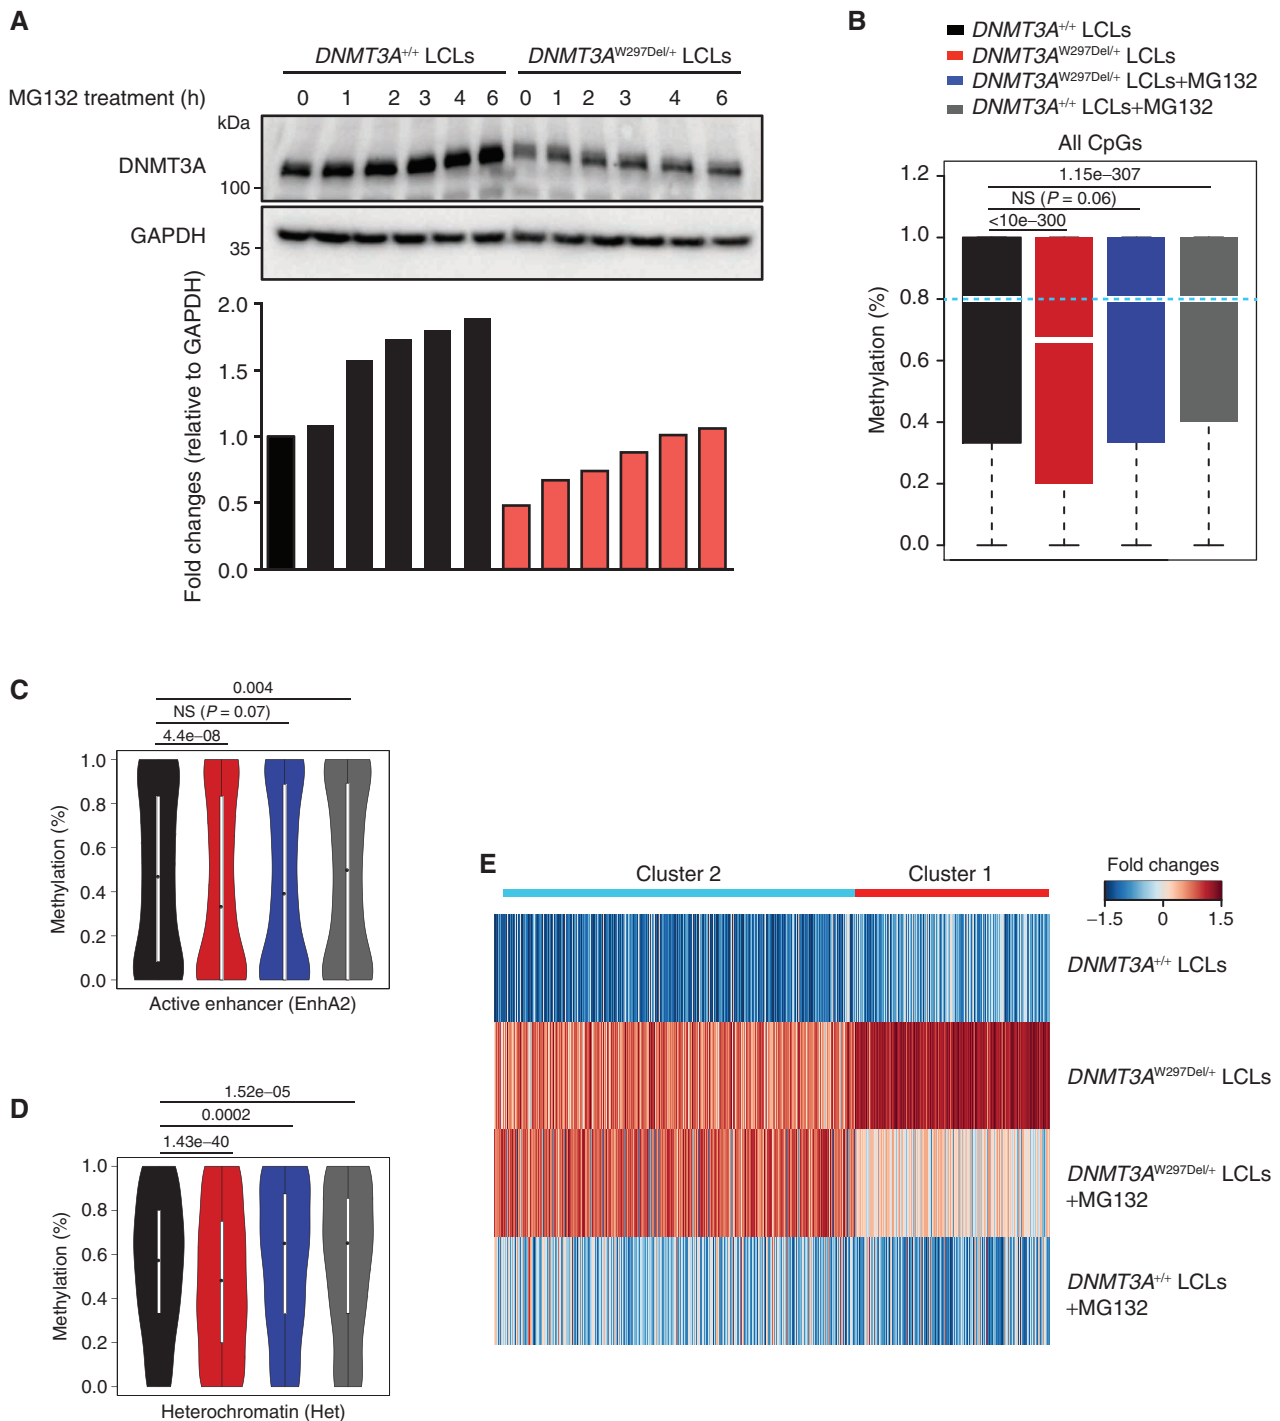 A
DNMT3A+/+ LCLs
DNMT3AW297Del/+ LCLs
MG132 treatment (h)
0 1 2 3 4 6 0 1 2 3 4 6
kDa
DNMT3A
100
GAPDH
35
Fold changes (relative to GAPDH)
2.0
1.5
1.0
0.5
0.0
B
DNMT3A+/+ LCLs
DNMT3AW297Del/+ LCLs
DNMT3AW297Del/+ LCLs+MG132
DNMT3A+/+ LCLs+MG132
All CpGs
1.15e–307
NS (P = 0.06)
<10e–300
Methylation (%)
1.2
1.0
0.8
0.6
0.4
0.2
0.0
C
0.004
NS (P = 0.07)
4.4e–08
Methylation (%)
1.0
0.8
0.6
0.4
0.2
0.0
Active enhancer (EnhA2)
D
1.52e–05
0.0002
1.43e–40
Methylation (%)
1.0
0.8
0.6
0.4
0.2
0.0
Heterochromatin (Het)
E
Cluster 2
Cluster 1
Fold changes
–1.5 0 1.5
DNMT3A+/+ LCLs
DNMT3AW297Del/+ LCLs
DNMT3AW297Del/+ LCLs
+MG132
DNMT3A+/+ LCLs
+MG132